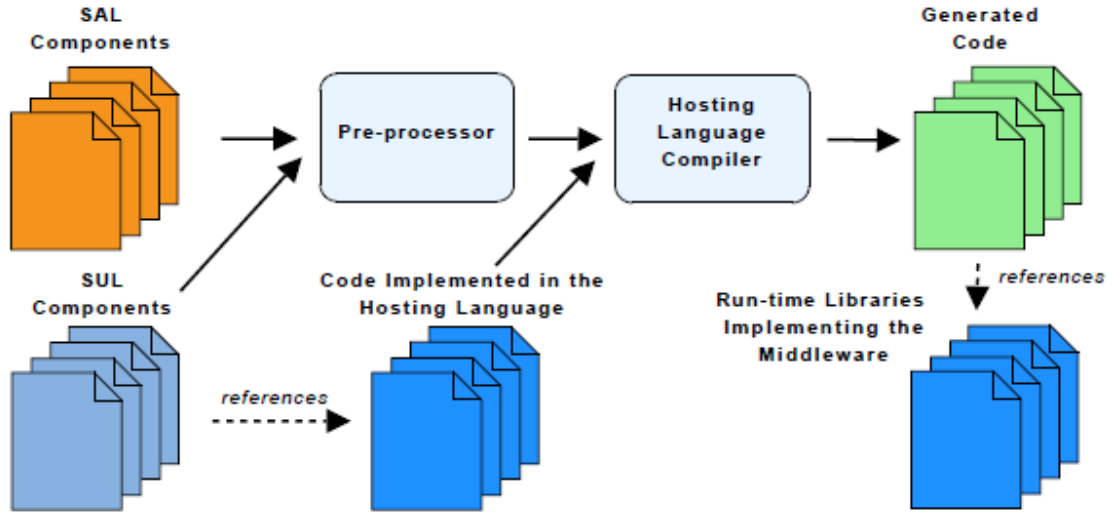 SAL
Components
Pre-processor
Hosting
Language
Compiler
Generated
Code
SUL
Components
references
Code Implemented in the
Hosting Language
references
Run-time Libraries
Implementing the
Middleware